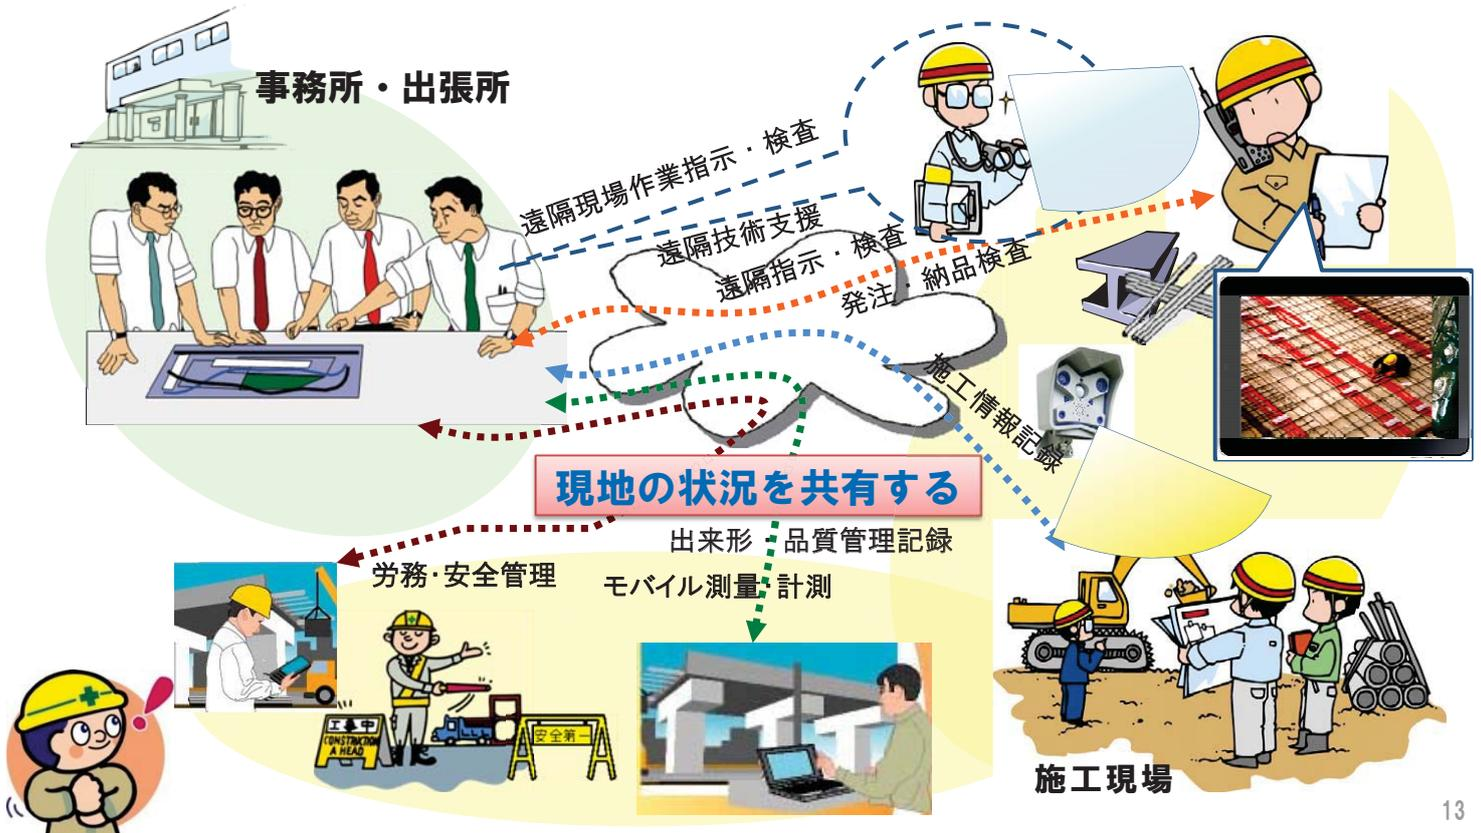 事務所・出張所
遠隔現場作業指示・検査
遠隔技術支援
遠隔指示・検査
発注・納品検査
施工情報記録
現地の状況を共有する
出来形・品質管理記録
労務・安全管理
モバイル測量・計測
工事中
CONSTRUCTION
AHEAD
安全第一
施工現場
13